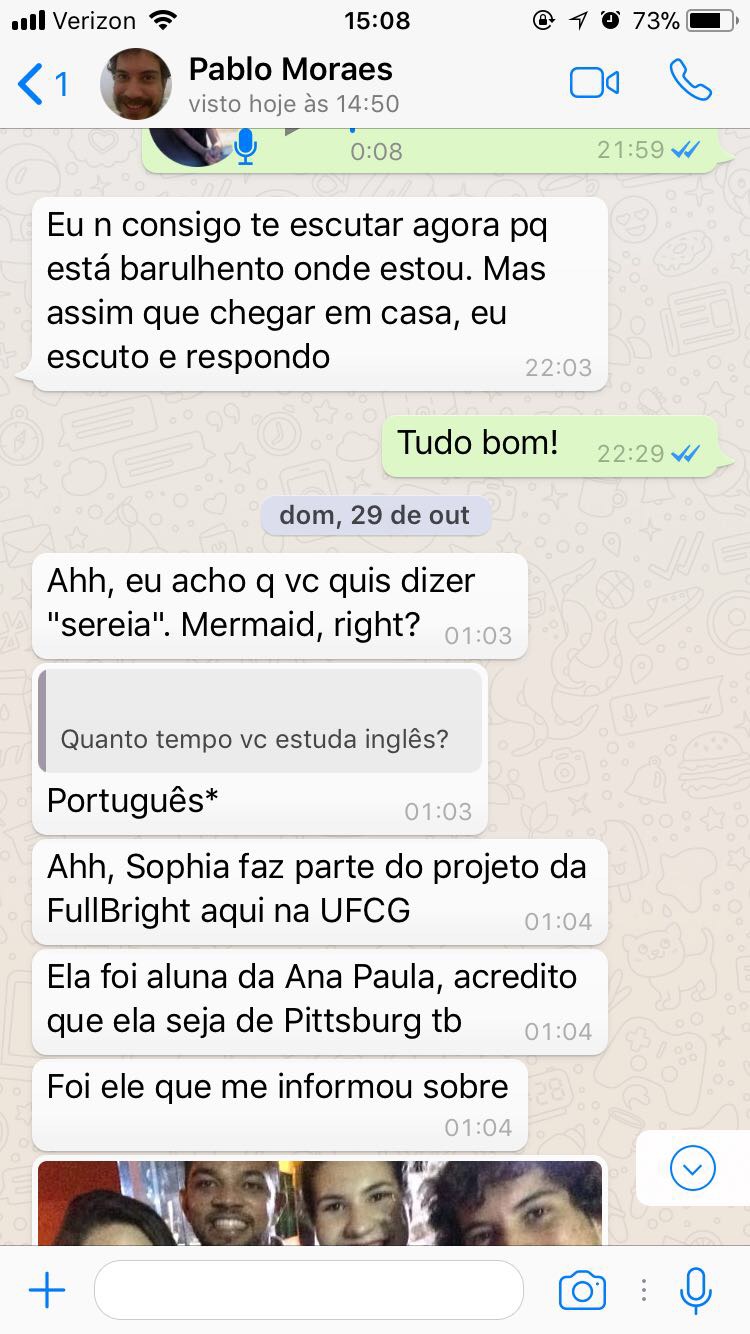 Verizon 15:08 73%
1 Pablo Moraes
visto hoje às 14:50
0:08 21:59
Eu n consigo te escutar agora pq
está barulhento onde estou. Mas
assim que chegar em casa, eu
escuto e respondo 22:03
Tudo bom! 22:29
dom, 29 de out
Ahh, eu acho q vc quis dizer
"sereia". Mermaid, right? 01:03
Quanto tempo vc estuda inglês?
Português* 01:03
Ahh, Sophia faz parte do projeto da
FullBright aqui na UFCG 01:04
Ela foi aluna da Ana Paula, acredito
que ela seja de Pittsburg tb 01:04
Foi ele que me informou sobre
01:04